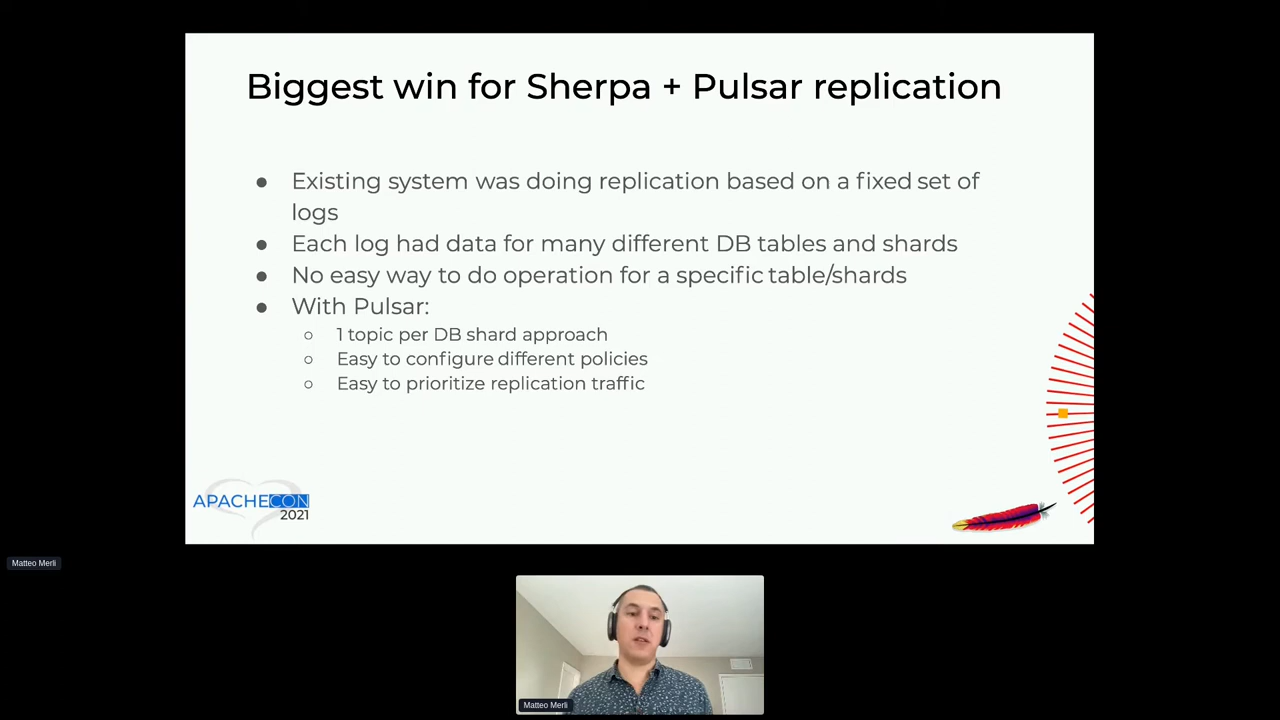 Biggest win for Sherpa + Pulsar replication
● Existing system was doing replication based on a fixed set of
logs
● Each log had data for many different DB tables and shards
● No easy way to do operation for a specific table/shards
● With Pulsar:
○ 1 topic per DB shard approach
○ Easy to configure different policies
○ Easy to prioritize replication traffic
APACHECON
2021
Matteo Merli
Matteo Merli